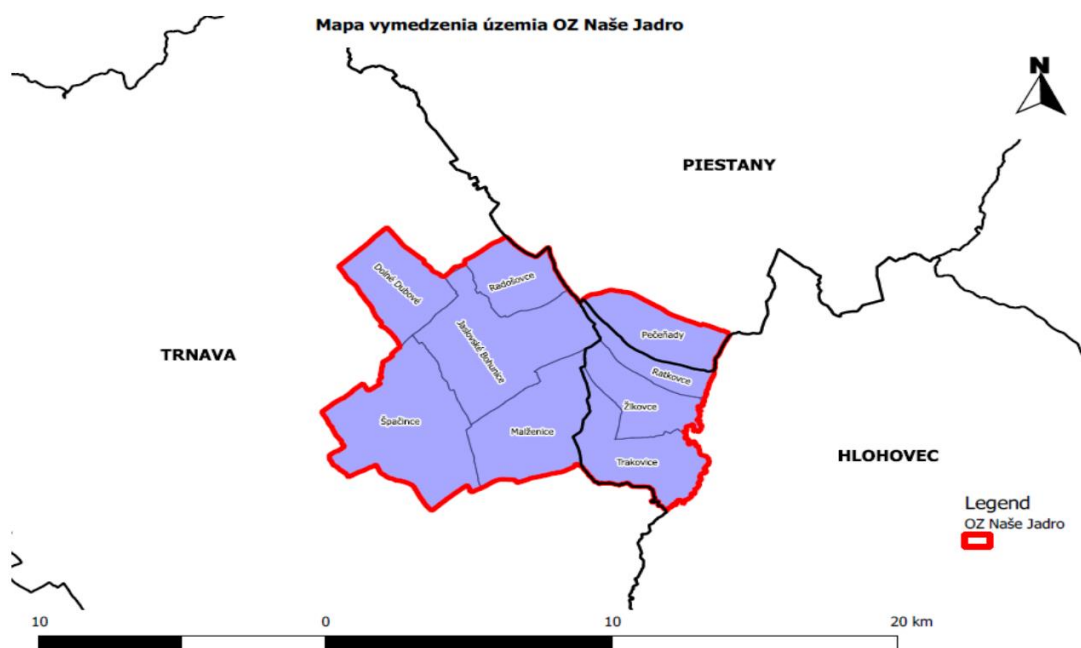 Mapa vymedzenia územia OZ Naše Jadro
N
PIESTANY
TRNAVA
HLOHOVEC
Dolné Dubové
Radošovce
Jaslovské Bohunice
Pečeňady
Ratkovce
Žlkovce
Špačince
Malženice
Trakovice
Legend
OZ Naše Jadro
10 0 10 20 km